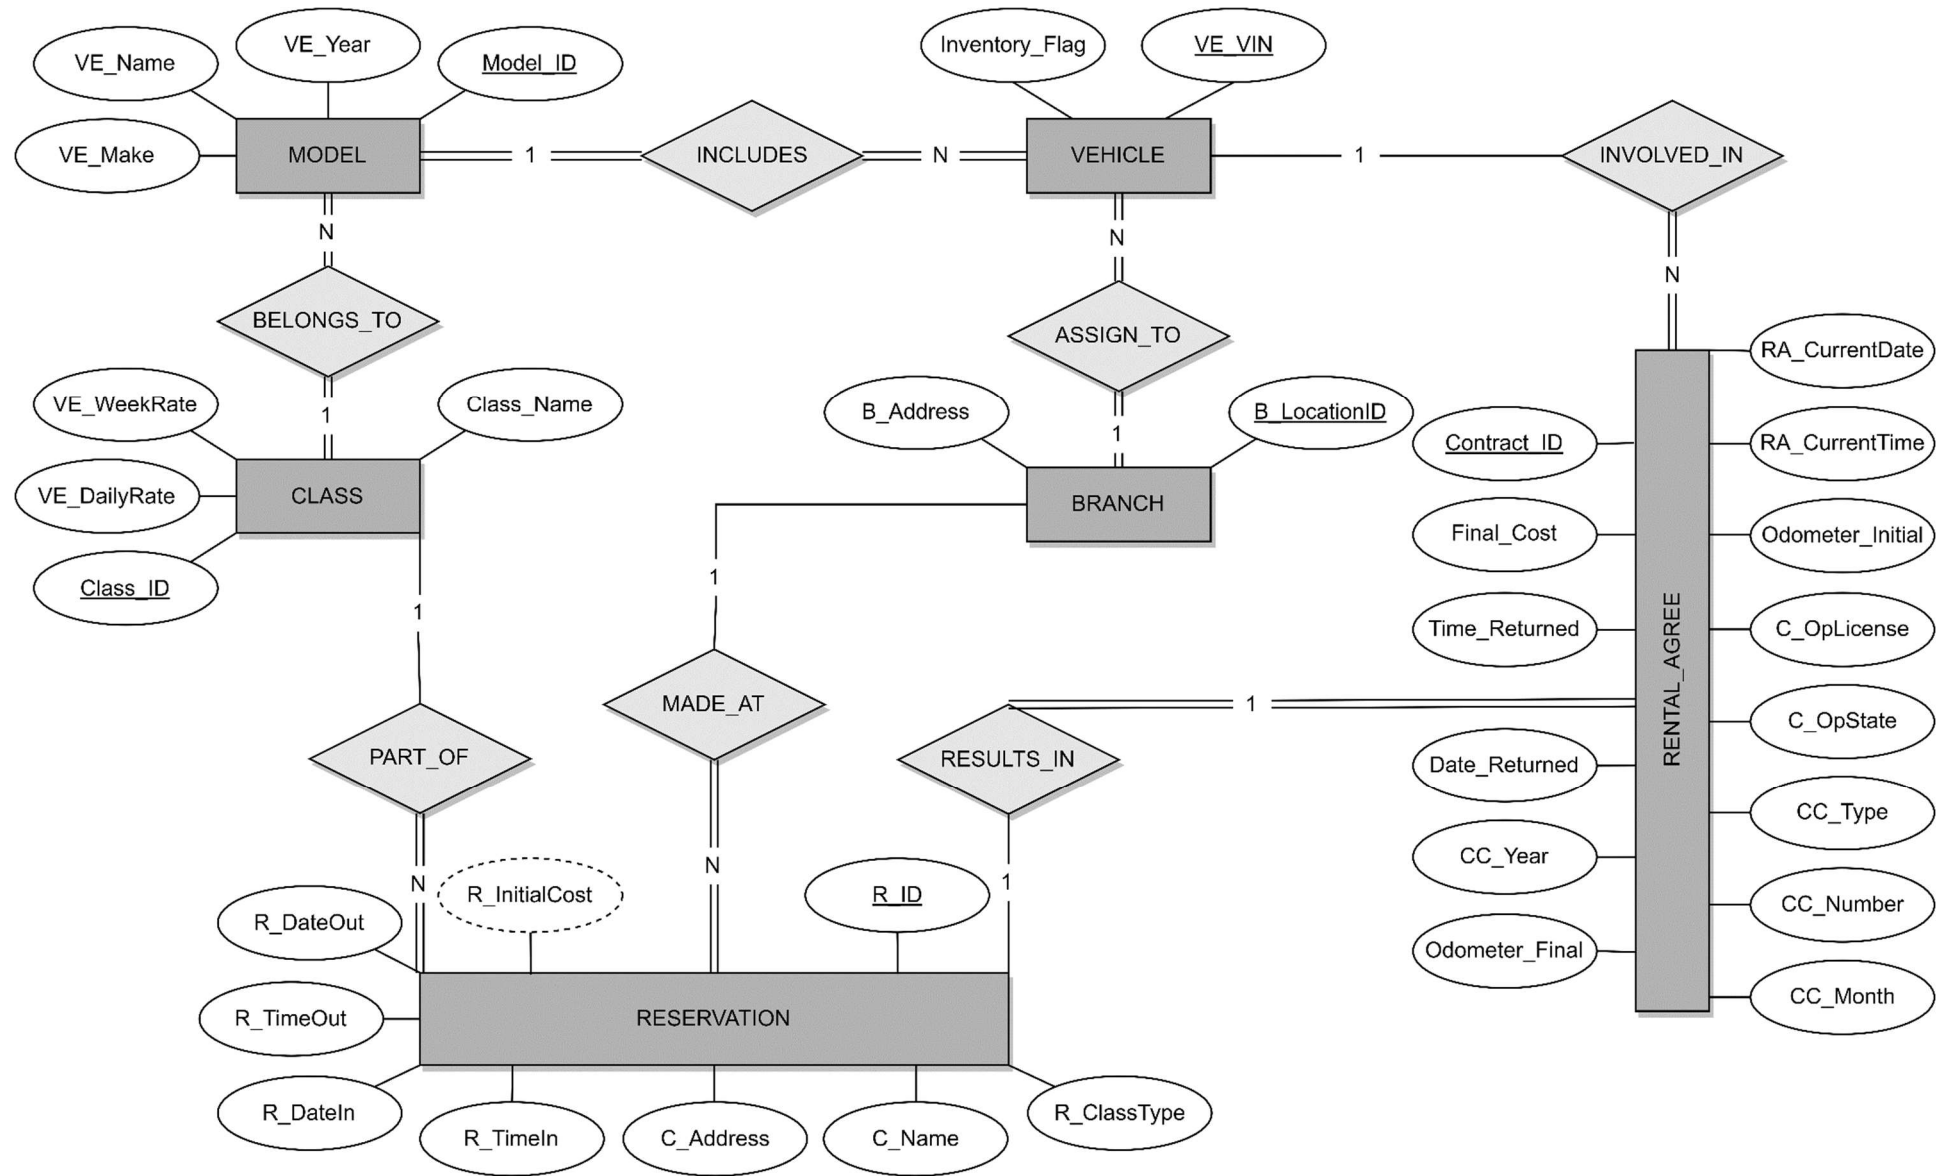 VE_Name
VE_Year
Model_ID
Inventory_Flag
VE_VIN
VE_Make
MODEL
1
INCLUDES
N
VEHICLE
1
INVOLVED_IN
N
N
N
BELONGS_TO
ASSIGN_TO
RA_CurrentDate
VE_WeekRate
1
Class_Name
B_Address
1
B_LocationID
Contract_ID
RA_CurrentTime
VE_DailyRate
CLASS
BRANCH
Final_Cost
Odometer_Initial
Class_ID
1
1
Time_Returned
C_OpLicense
RENTAL_AGREE
MADE_AT
1
C_OpState
PART_OF
RESULTS_IN
Date_Returned
CC_Type
CC_Year
N
R_InitialCost
N
R_ID
1
CC_Number
R_DateOut
Odometer_Final
CC_Month
R_TimeOut
RESERVATION
R_DateIn
R_TimeIn
C_Address
C_Name
R_ClassType